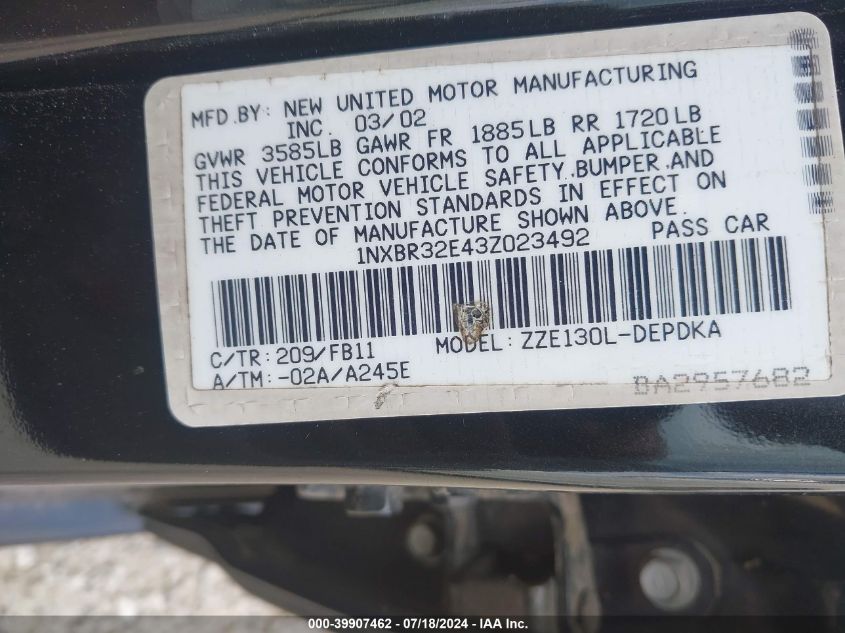 MFD.BY: NEW UNITED MOTOR MANUFACTURING
INC. 03/02
GVWR 3585LB GAWR FR 1885LB RR 1720LB
THIS VEHICLE CONFORMS TO ALL APPLICABLE
FEDERAL MOTOR VEHICLE SAFETY,BUMPER,AND
THEFT PREVENTION STANDARDS IN EFFECT ON
THE DATE OF MANUFACTURE SHOWN ABOVE.
1NXBR32E43Z023492 PASS CAR
C/TR: 209/FB11 MODEL: ZZE130L-DEPDKA
A/TM: -02A/A245E
BA2957682
000-39907462 - 07/18/2024 - IAA Inc.